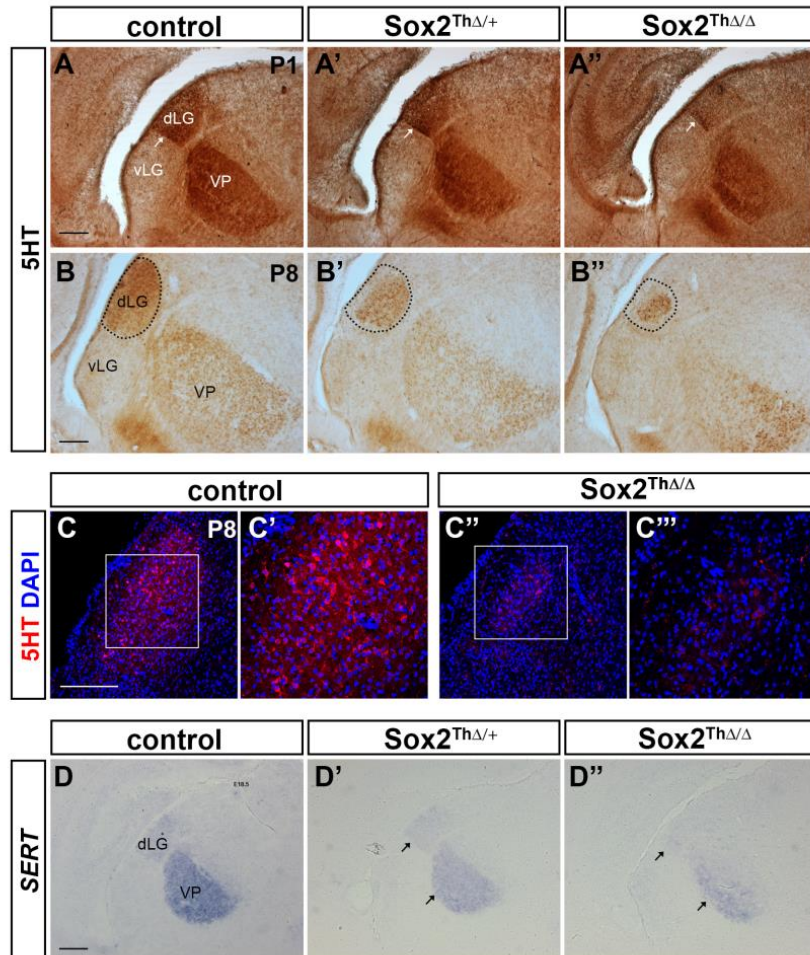 control
Sox2ThΔ/+
Sox2ThΔ/Δ
5HT
A
P1
dLG
vLG
VP
A'
A''
B
P8
dLG
vLG
VP
B'
B''
control
Sox2ThΔ/Δ
5HT DAPI
C
P8
C'
C''
C'''
control
Sox2ThΔ/+
Sox2ThΔ/Δ
SERT
D
E18.5
dLG
VP
D'
D''